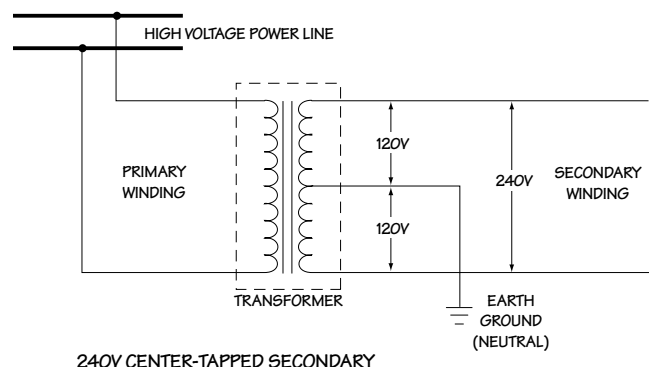 HIGH VOLTAGE POWER LINE
PRIMARY
WINDING
120V
120V
240V
SECONDARY
WINDING
TRANSFORMER
EARTH
GROUND
(NEUTRAL)
240V CENTER-TAPPED SECONDARY